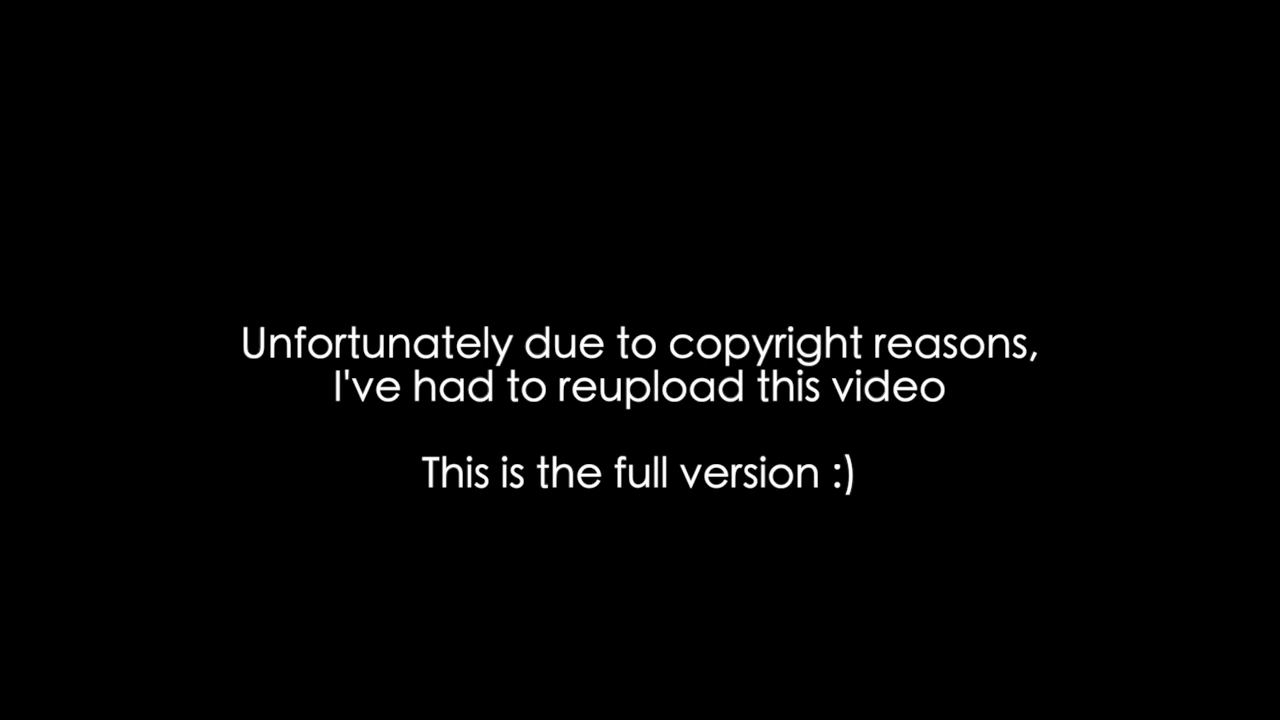 Unfortunately due to copyright reasons,
I've had to reupload this video
This is the full version :)